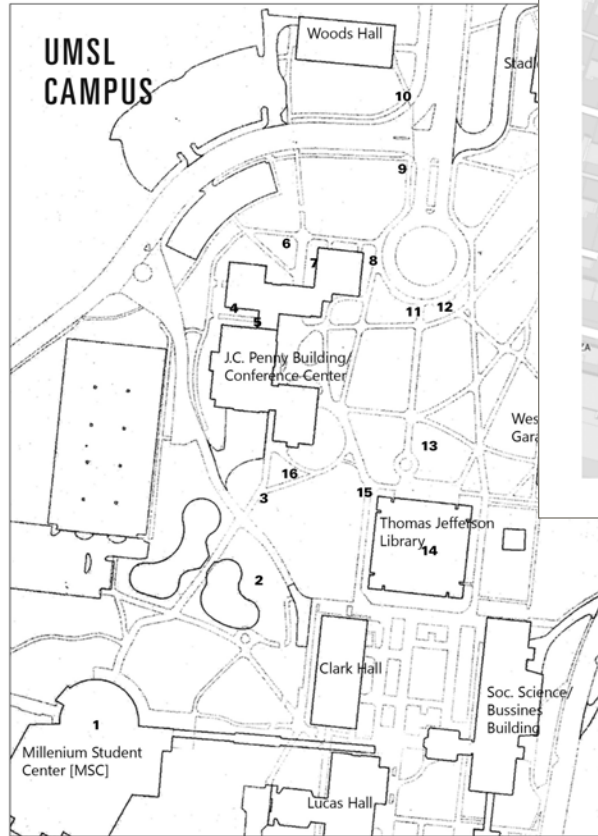 UMSL
CAMPUS
Woods Hall
10
9
6
7
8
4
5
11
12
J.C. Penny Building/
Conference Center
13
16
3
15
Thomas Jefferson
Library
14
2
Clark Hall
Soc. Science/
Bussines
Building
1
Millenium Student
Center [MSC]
Lucas Hall